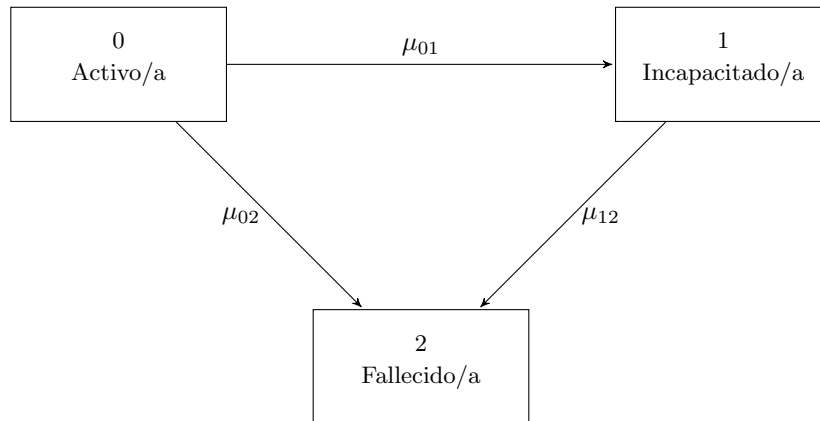 0
Activo/a
μ01
1
Incapacitado/a
μ02
μ12
2
Fallecido/a